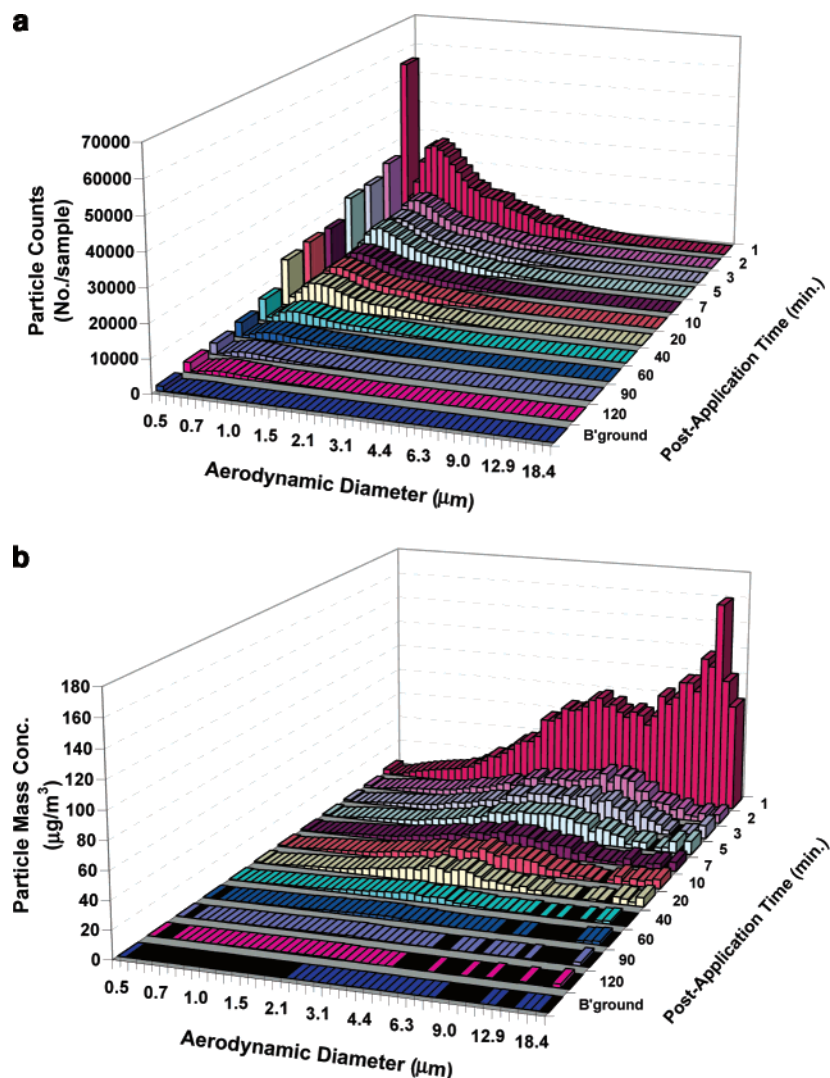 a
70000
60000
50000
40000
30000
20000
10000
0
Particle Counts
(No./sample)
0.5 0.7 1.0 1.5 2.1 3.1 4.4 6.3 9.0 12.9 18.4
Aerodynamic Diameter (μm)
1
2
3
5
7
10
20
40
60
90
120
B'ground
Post-Application Time (min.)
b
180
160
140
120
100
80
60
40
20
0
Particle Mass Conc.
(μg/m³)
0.5 0.7 1.0 1.5 2.1 3.1 4.4 6.3 9.0 12.9 18.4
Aerodynamic Diameter (μm)
1
2
3
5
7
10
20
40
60
90
120
B'ground
Post-Application Time (min.)